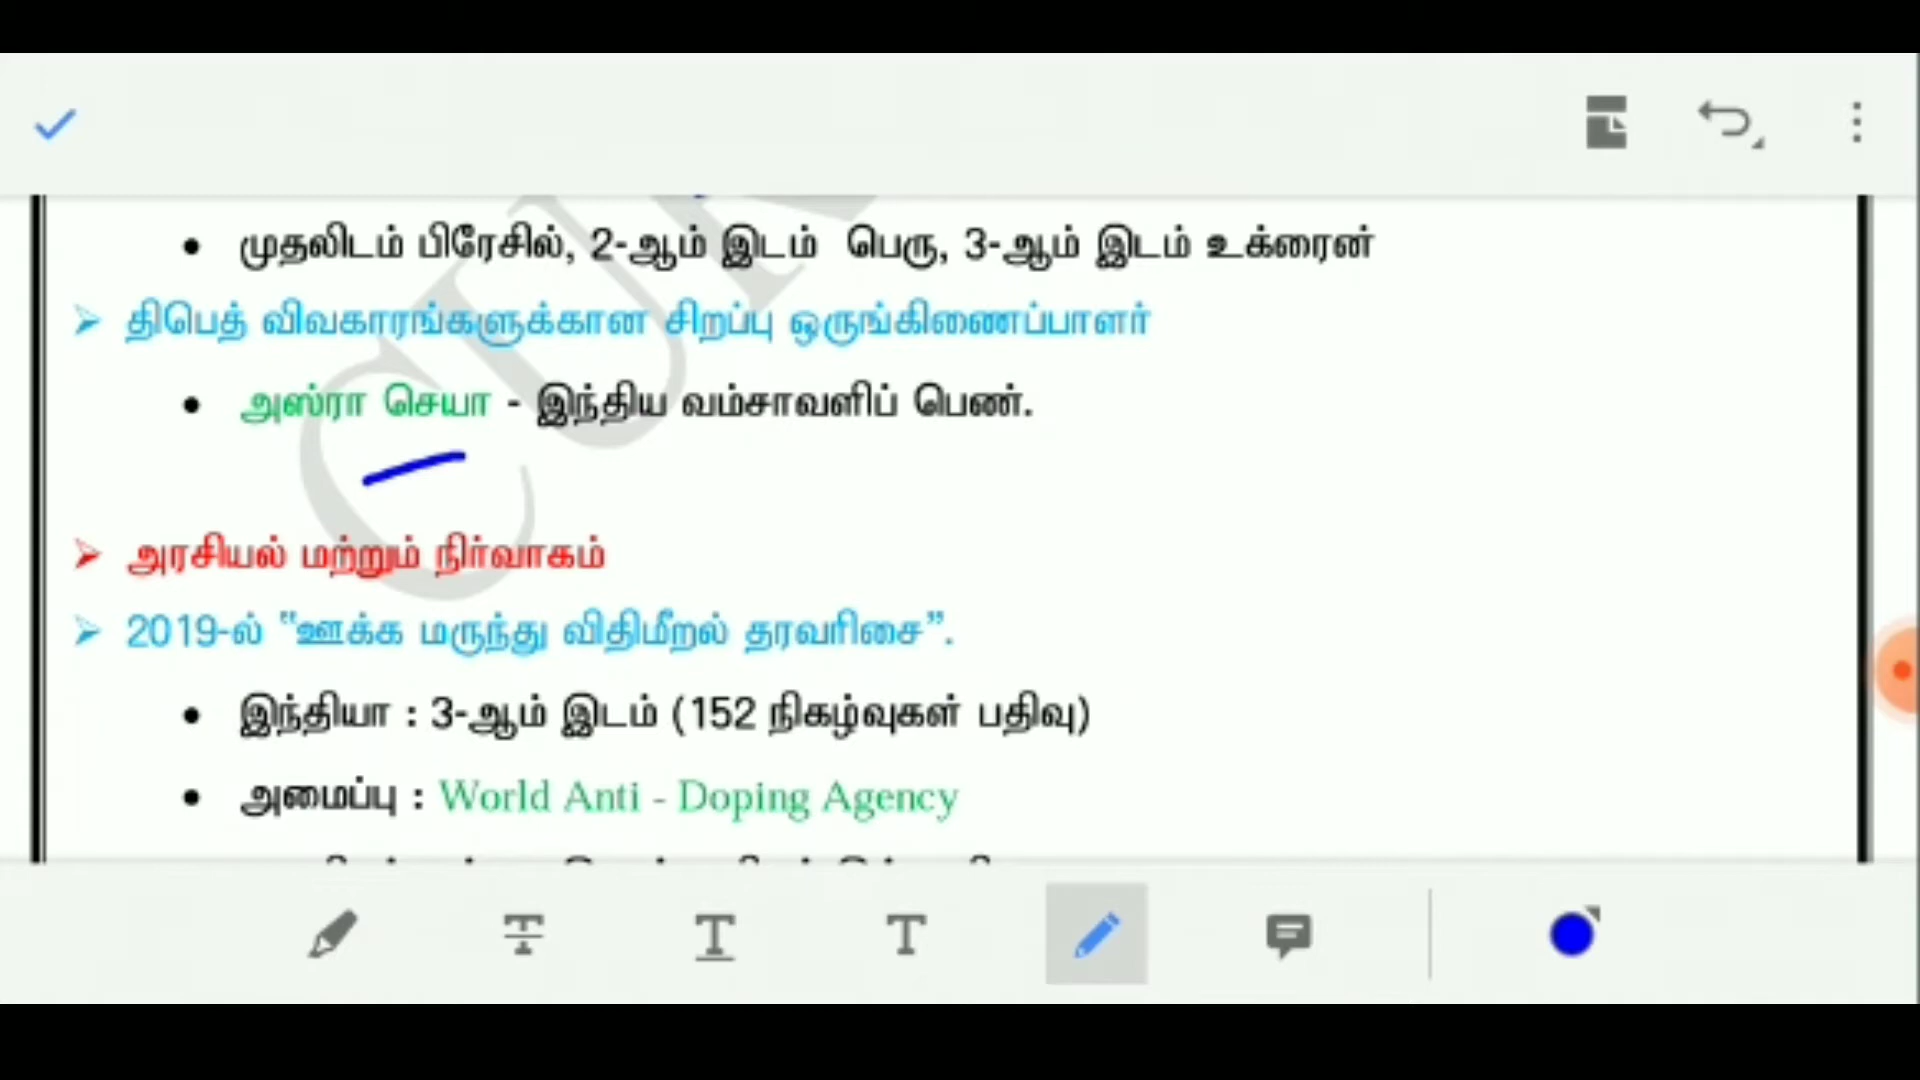 முதலிடம் பிரேசில், 2-ஆம் இடம் பெரு, 3-ஆம் இடம் உக்ரைன்
திபெத் விவகாரங்களுக்கான சிறப்பு ஒருங்கிணைப்பாளர்
அஸ்ரா செயா - இந்திய வம்சாவளிப் பெண்.
அரசியல் மற்றும் நிர்வாகம்
2019-ல் “ஊக்க மருந்து விதிமீறல் தரவரிசை”.
இந்தியா : 3-ஆம் இடம் (152 நிகழ்வுகள் பதிவு)
அமைப்பு : World Anti - Doping Agency